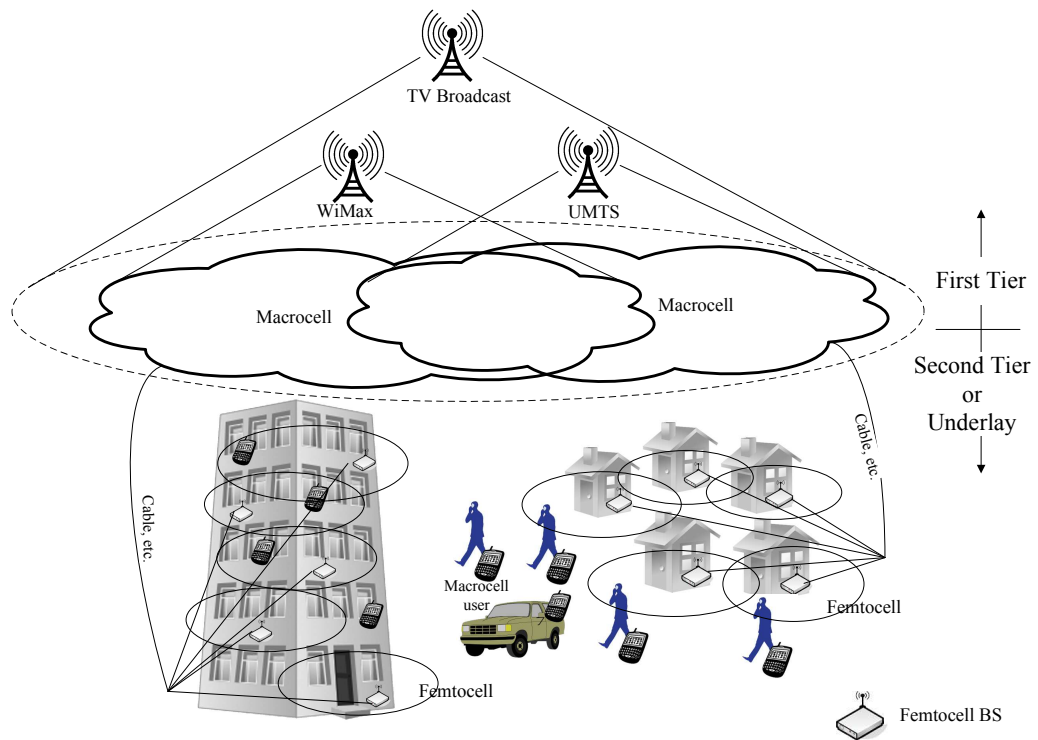 TV Broadcast
WiMax
UMTS
First Tier
Macrocell
Macrocell
Second Tier
or
Underlay
Cable, etc.
Cable, etc.
Macrocell
user
Femtocell
Femtocell
Femtocell BS